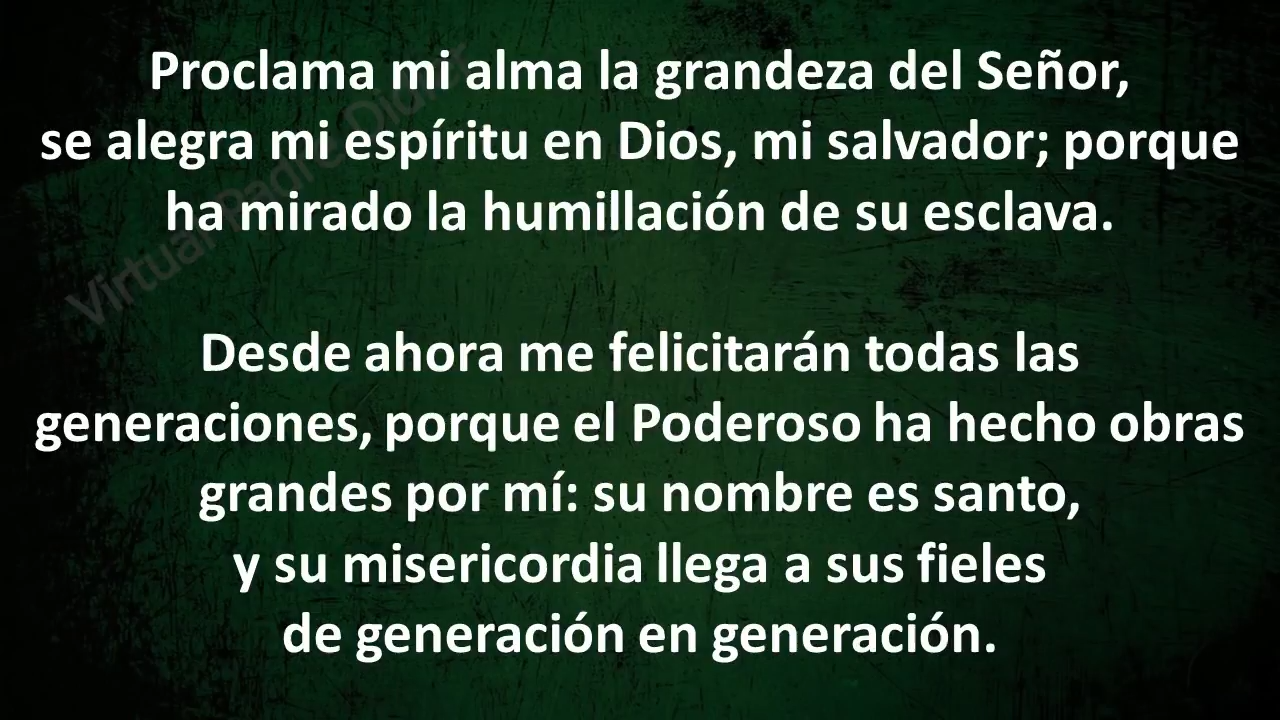 Proclama mi alma la grandeza del Señor,
se alegra mi espíritu en Dios, mi salvador; porque
ha mirado la humillación de su esclava.
Desde ahora me felicitarán todas las
generaciones, porque el Poderoso ha hecho obras
grandes por mí: su nombre es santo,
y su misericordia llega a sus fieles
de generación en generación.
Virtual